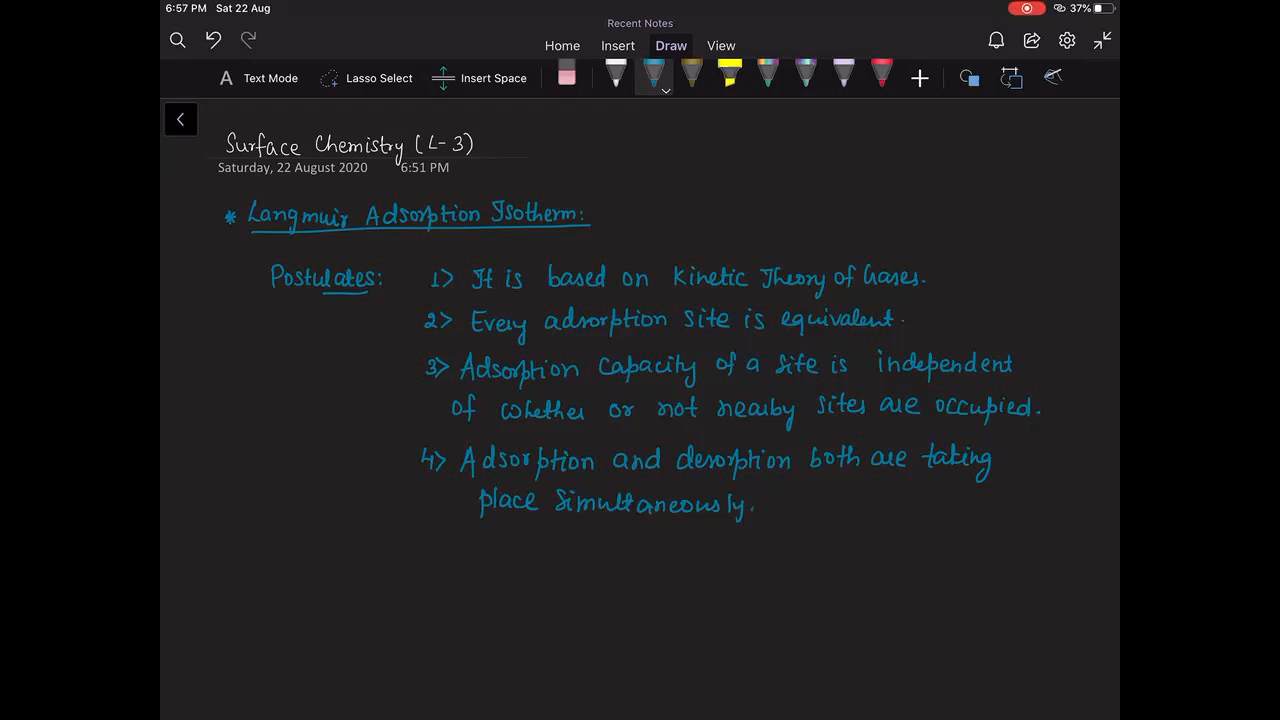 6:57 PM Sat 22 Aug
37%
Recent Notes
Home Insert Draw View
A Text Mode Lasso Select Insert Space
Surface Chemistry (L-3)
Saturday, 22 August 2020 6:51 PM
* Langmuir Adsorption Isotherm:
Postulates: 1> It is based on Kinetic Theory of Gases.
2> Every adsorption site is equivalent.
3> Adsorption capacity of a site is independent
of whether or not nearby sites are occupied.
4> Adsorption and desorption both are taking
place simultaneously.